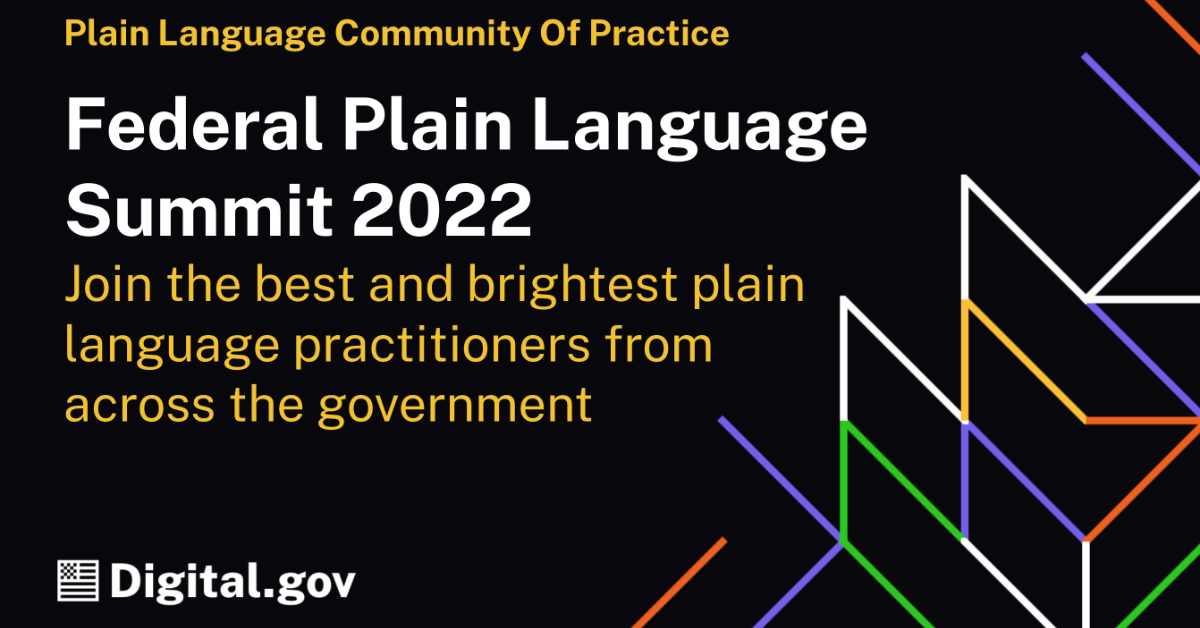 Plain Language Community Of Practice
Federal Plain Language
Summit 2022
Join the best and brightest plain
language practitioners from
across the government
Digital.gov